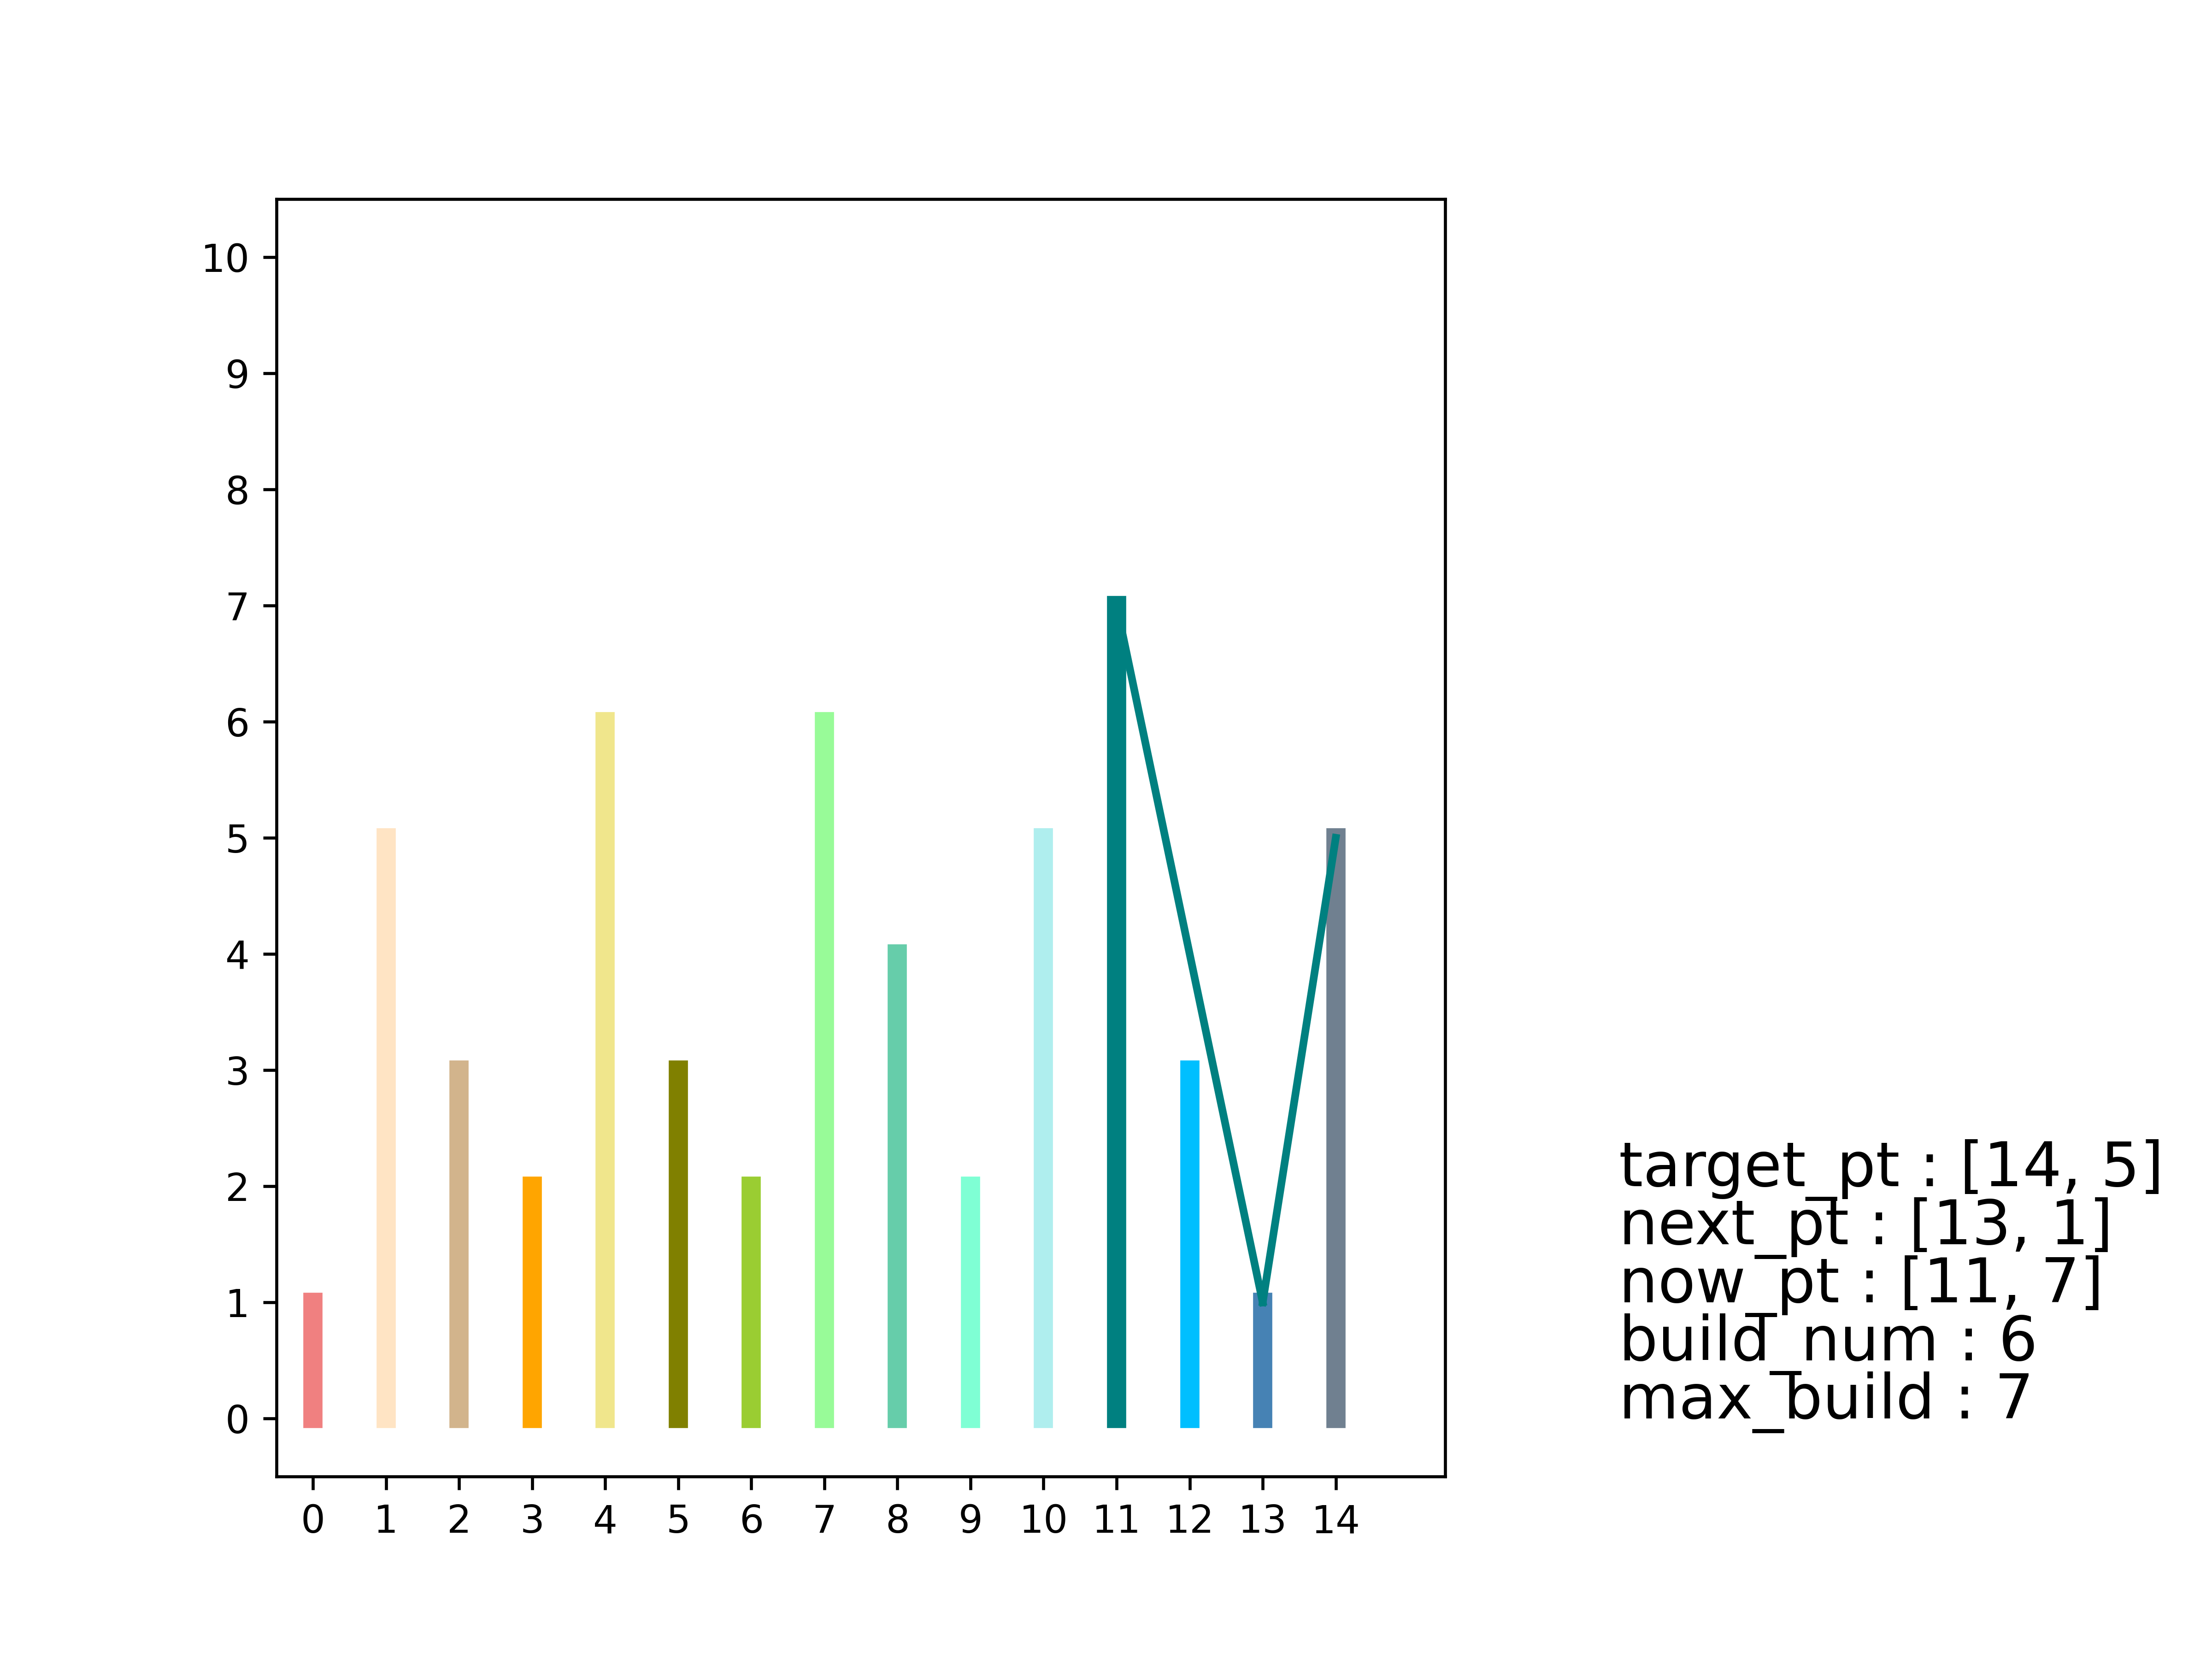 10
9
8
7
6
5
4
3
2
1
0
0 1 2 3 4 5 6 7 8 9 10 11 12 13 14
target_pt : [14, 5]
next_pt : [13, 1]
now_pt : [11, 7]
build_num : 6
max_build : 7